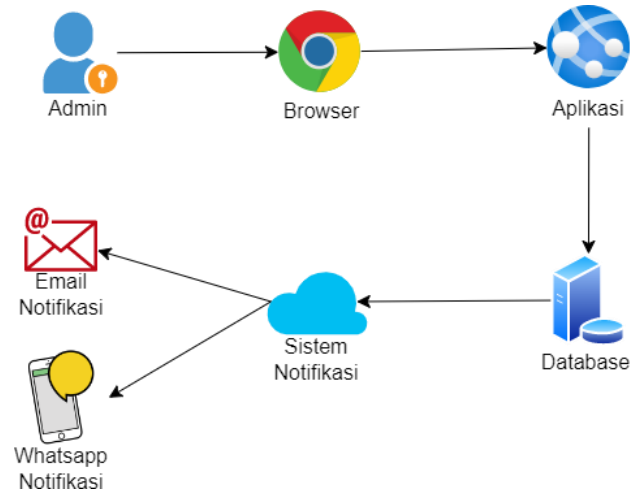 Admin
Browser
Aplikasi
@
Email
Notifikasi
Sistem
Notifikasi
Database
Whatsapp
Notifikasi